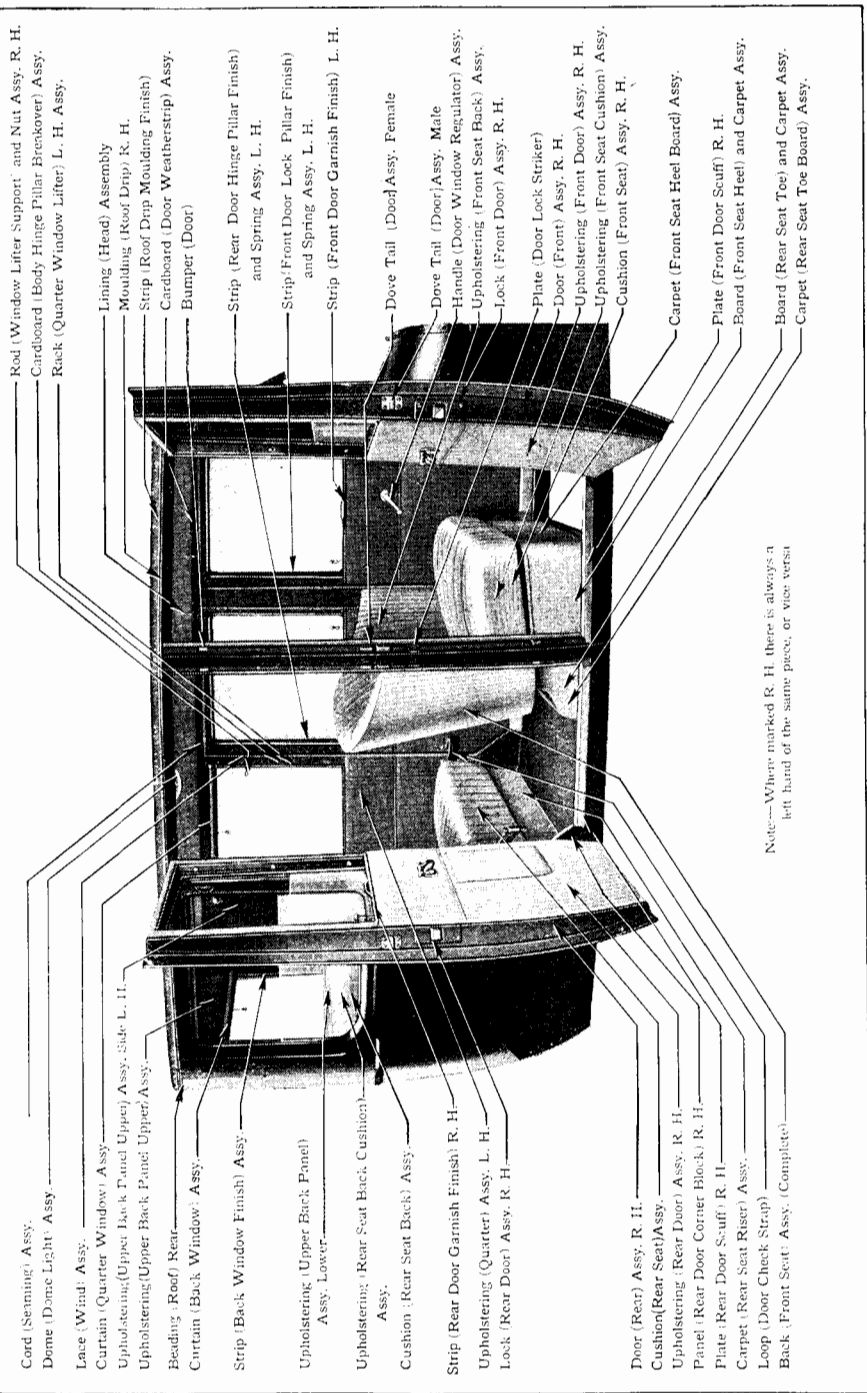 Rod (Window Lifter Support and Nut Assy. R. H.
Cardboard (Body Hinge Pillar Breakover) Assy.
Rack (Quarter Window Lifter) L. H. Assy.
Lining (Head) Assembly
Moulding (Roof Drip) R. H.
Strip (Roof Drip Moulding Finish)
Cardboard (Door Weatherstrip) Assy.
Bumper (Door)
Strip (Rear Door Hinge Pillar Finish)
and Spring Assy. L. H.
Strip (Front Door Lock Pillar Finish)
and Spring Assy. L. H.
Strip (Front Door Garnish Finish) L. H.
Dove Tail (Door) Assy. Female
Dove Tail (Door) Assy. Male
Handle (Door Window Regulator) Assy.
Upholstering (Front Seat Back) Assy.
Lock (Front Door) Assy. R. H.
Plate (Door Lock Striker)
Door (Front) Assy. R. H.
Upholstering (Front Door) Assy. R. H.
Upholstering (Front Seat Cushion) Assy.
Cushion (Front Seat) Assy. R. H.
Carpet (Front Seat Heel Board) Assy.
Plate (Front Door Scuff) R. H.
Board (Front Seat Heel) and Carpet Assy.
Board (Rear Seat Toe) and Carpet Assy.
Carpet (Rear Seat Toe Board) Assy.
Cord (Seaming) Assy.
Dome (Dome Light) Assy.
Lace (Wind) Assy.
Curtain (Quarter Window) Assy.
Upholstering (Upper Back Panel Upper) Assy. Side L. H.
Upholstering (Upper Back Panel Upper) Assy.
Beading (Roof) Rear
Curtain (Back Window) Assy.
Strip (Back Window Finish) Assy.
Upholstering (Upper Back Panel)
Assy. Lower
Upholstering (Rear Seat Back Cushion)
Assy.
Cushion (Rear Seat Back) Assy.
Strip (Rear Door Garnish Finish) R. H.
Upholstering (Quarter) Assy. L. H.
Lock (Rear Door) Assy. R. H.
Door (Rear) Assy. R. H.
Cushion (Rear Seat) Assy.
Upholstering (Rear Door) Assy. R. H.
Panel (Rear Door Corner Block) R. H.
Plate (Rear Door Scuff) R. H.
Carpet (Rear Seat Riser) Assy.
Loop (Door Check Strap)
Back (Front Seat) Assy. (Complete)
Note:—Where marked R. H. there is always a
left hand of the same piece, or vice versa